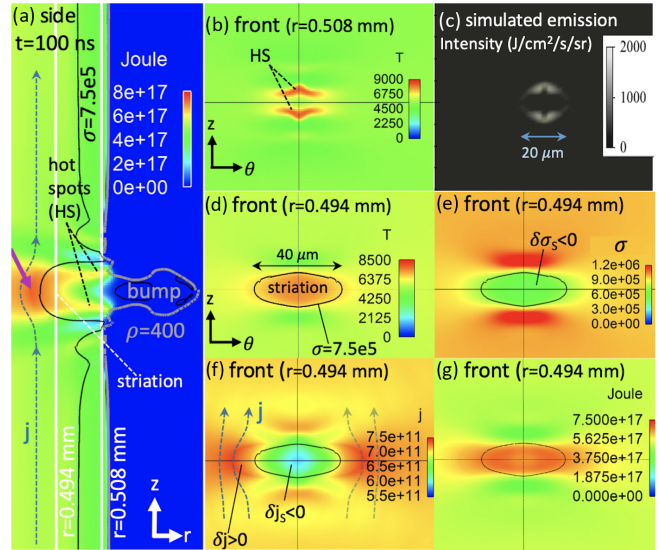 (a) side
t=100 ns
σ=7.5e5
Joule
8e+17
6e+17
4e+17
2e+17
0e+00
hot
spots
(HS)
bump
ρ=400
striation
j
r=0.494 mm
r=0.508 mm
z
r
(b) front (r=0.508 mm)
HS
T
9000
6750
4500
2250
0
z
θ
(c) simulated emission
Intensity (J/cm²/s/sr)
2000
1000
0
20 μm
(d) front (r=0.494 mm)
40 μm
T
8500
6375
4250
2125
0
striation
σ=7.5e5
z
θ
(e) front (r=0.494 mm)
δσS<0
σ
1.2e+06
9.0e+05
6.0e+05
3.0e+05
0.0e+00
(f) front (r=0.494 mm)
j
j
7.5e+11
7.0e+11
6.5e+11
6.0e+11
5.5e+11
δjS<0
δj>0
(g) front (r=0.494 mm)
Joule
7.500e+17
5.625e+17
3.750e+17
1.875e+17
0.000e+00